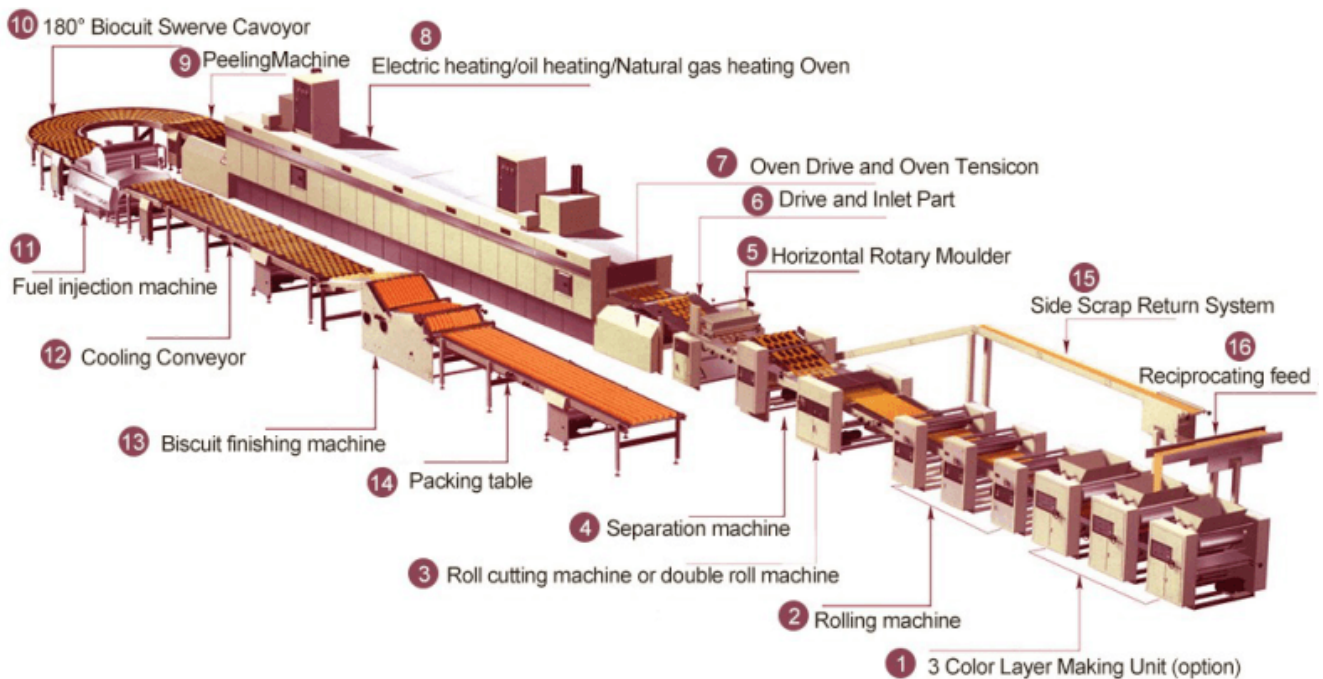 10 180° Biocuit Swerve Cavoyor
9 PeelingMachine
8
Electric heating/oil heating/Natural gas heating Oven
7 Oven Drive and Oven Tensicon
6 Drive and Inlet Part
5 Horizontal Rotary Moulder
15
Side Scrap Return System
16
Reciprocating feed
11
Fuel injection machine
12 Cooling Conveyor
13 Biscuit finishing machine
14 Packing table
4 Separation machine
3 Roll cutting machine or double roll machine
2 Rolling machine
1 3 Color Layer Making Unit (option)